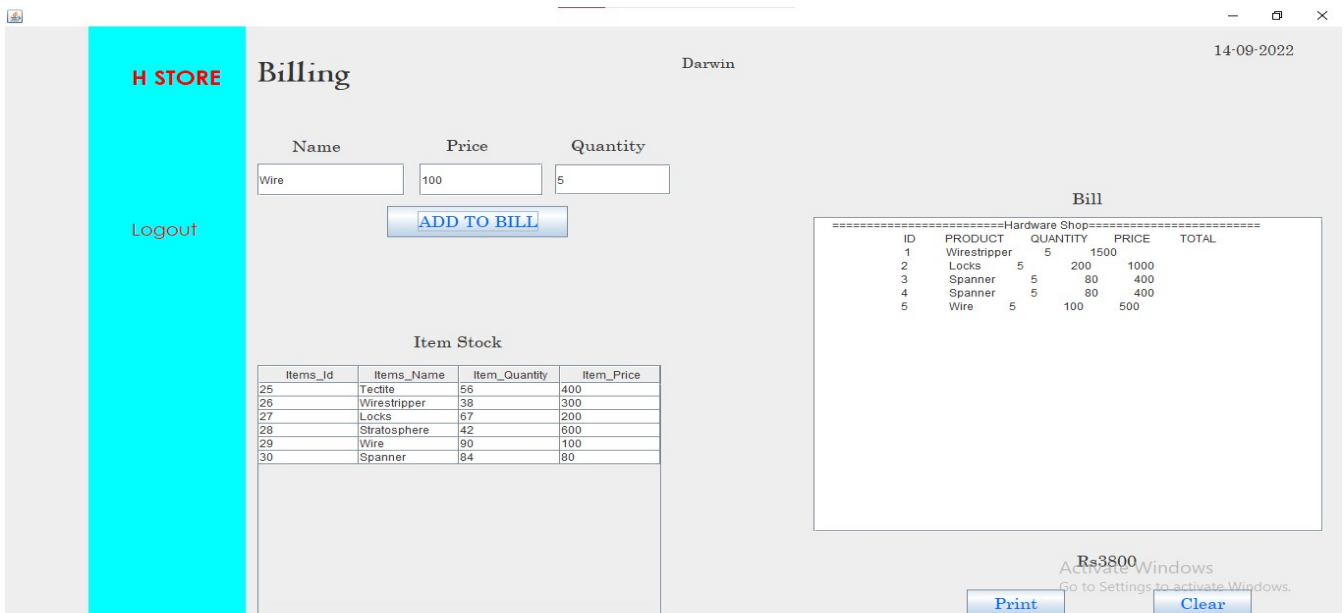 14-09-2022
H STORE
Billing
Darwin
Name Price Quantity
Wire 100 5
ADD TO BILL
Logout
Bill
=========================Hardware Shop=========================
ID PRODUCT QUANTITY PRICE TOTAL
1 Wirestripper 5 1500
2 Locks 5 200 1000
3 Spanner 5 80 400
4 Spanner 5 80 400
5 Wire 5 100 500
Item Stock
Items_Id Items_Name Item_Quantity Item_Price
25 Tectite 56 400
26 Wirestripper 38 300
27 Locks 67 200
28 Stratosphere 42 600
29 Wire 90 100
30 Spanner 84 80
Rs3800
Activate Windows
Go to Settings to activate Windows.
Print Clear